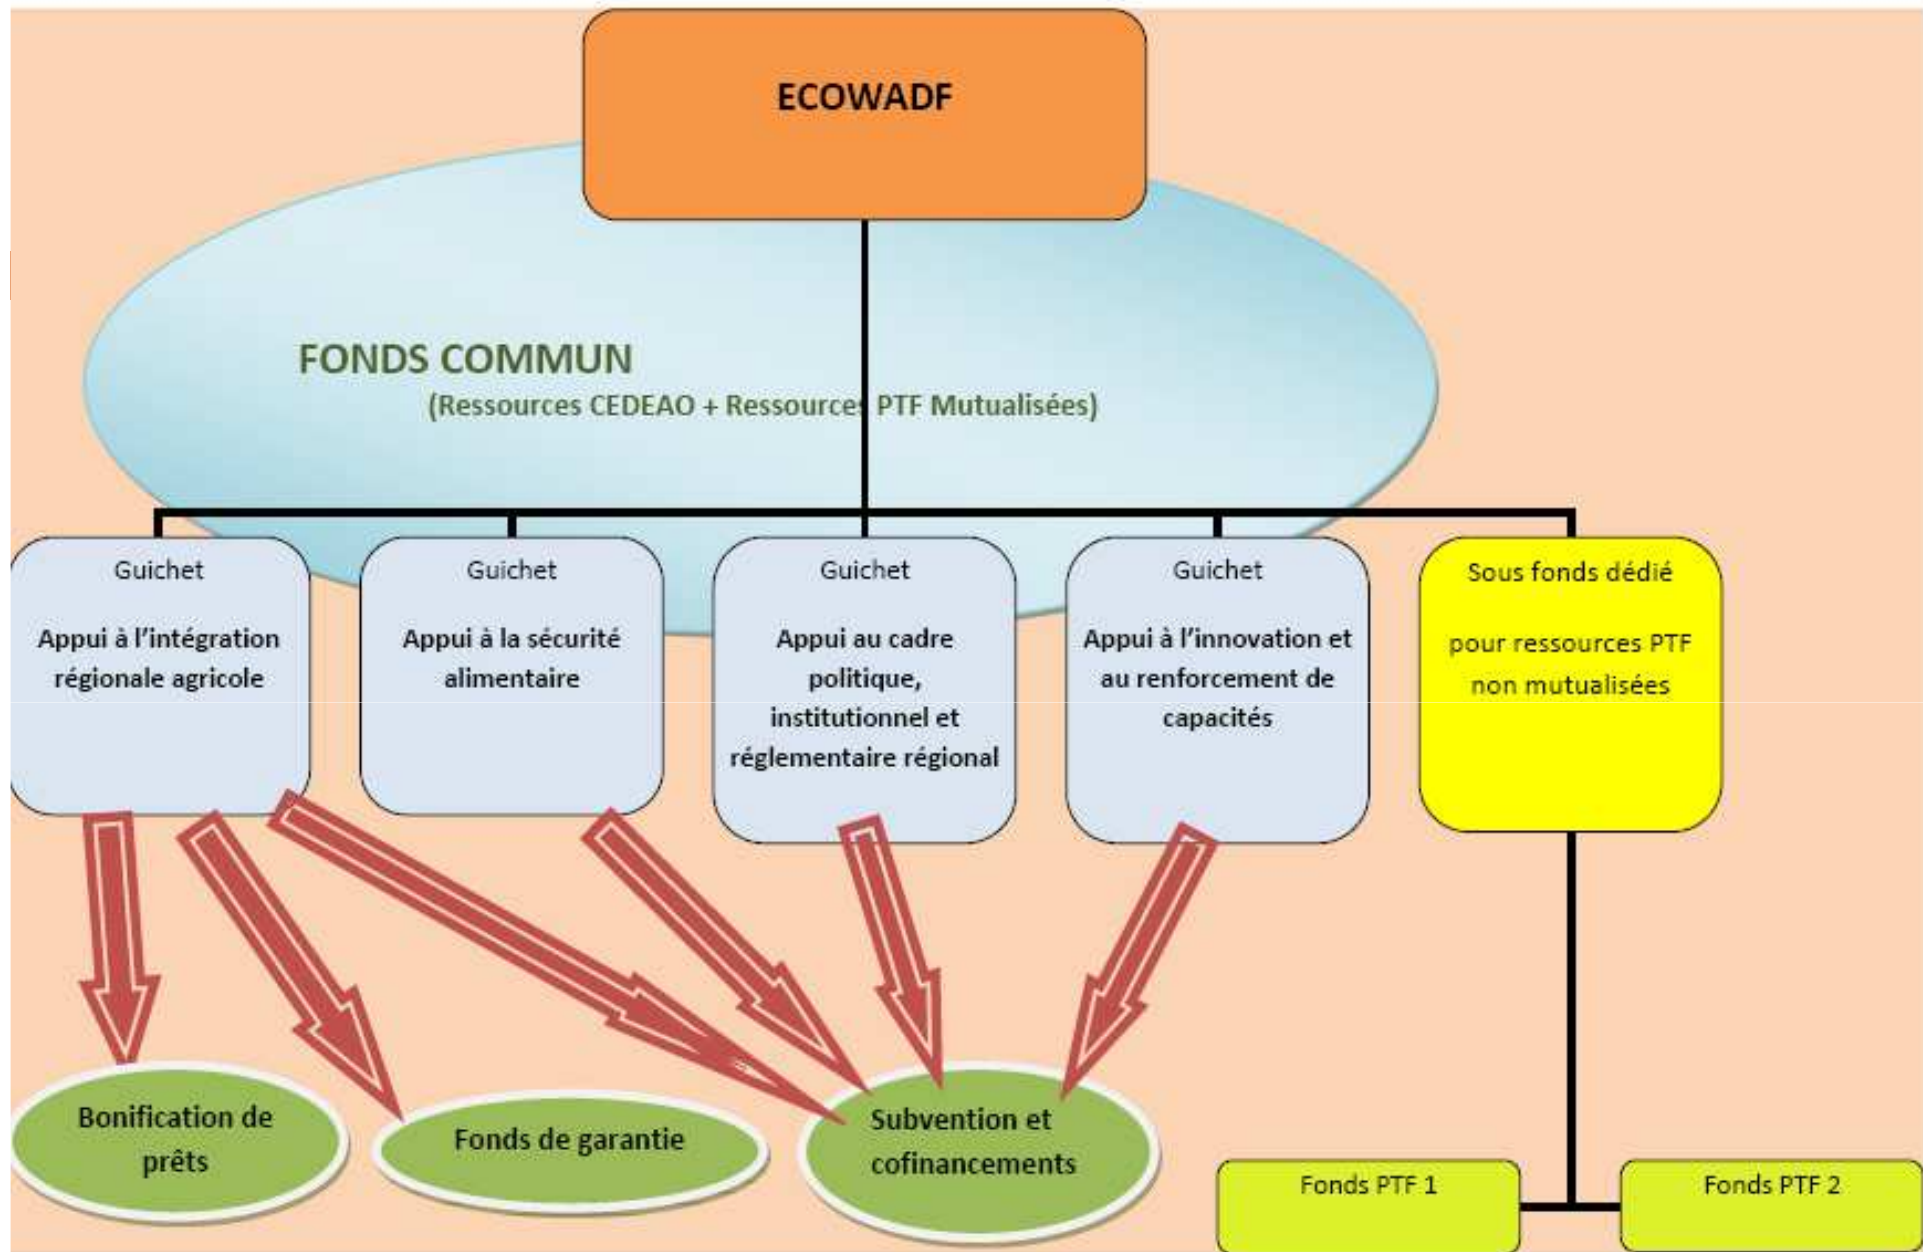 ECOWADF
FONDS COMMUN
(Ressources CEDEAO + Ressources PTF Mutualisées)
Guichet
Appui à l'intégration
régionale agricole
Guichet
Appui à la sécurité
alimentaire
Guichet
Appui au cadre
politique,
institutionnel et
réglementaire régional
Guichet
Appui à l'innovation et
au renforcement de
capacités
Sous fonds dédié
pour ressources PTF
non mutualisées
Bonification de
prêts
Fonds de garantie
Subvention et
cofinancements
Fonds PTF 1
Fonds PTF 2